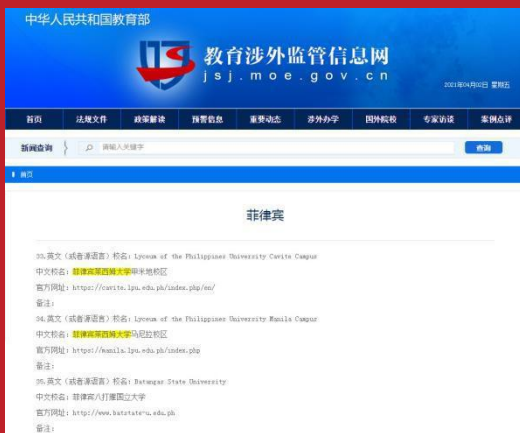 中华人民共和国教育部
教育涉外监管信息网
jsj.moe.gov.cn
2021年04月02日 星期五
首页 法规文件 政策解读 预警信息 重要动态 涉外办学 国外院校 专家访谈 案例点评
新闻查询 请输入关键字 查询
首页
菲律宾
33.英文（或者源语言）校名：Lyceum of the Philippines University Cavite Campus
中文校名：菲律宾莱西姆大学甲米地校区
官方网址：https://cavite.lpu.edu.ph/index.php/en/
备注：
34.英文（或者源语言）校名：Lyceum of the Philippines University Manila Campus
中文校名：菲律宾莱西姆大学马尼拉校区
官方网址：https://manila.lpu.edu.ph/index.php
备注：
35.英文（或者源语言）校名：Batangas State University
中文校名：菲律宾八打雁国立大学
官方网址：http://www.batstate-u.edu.ph
备注：